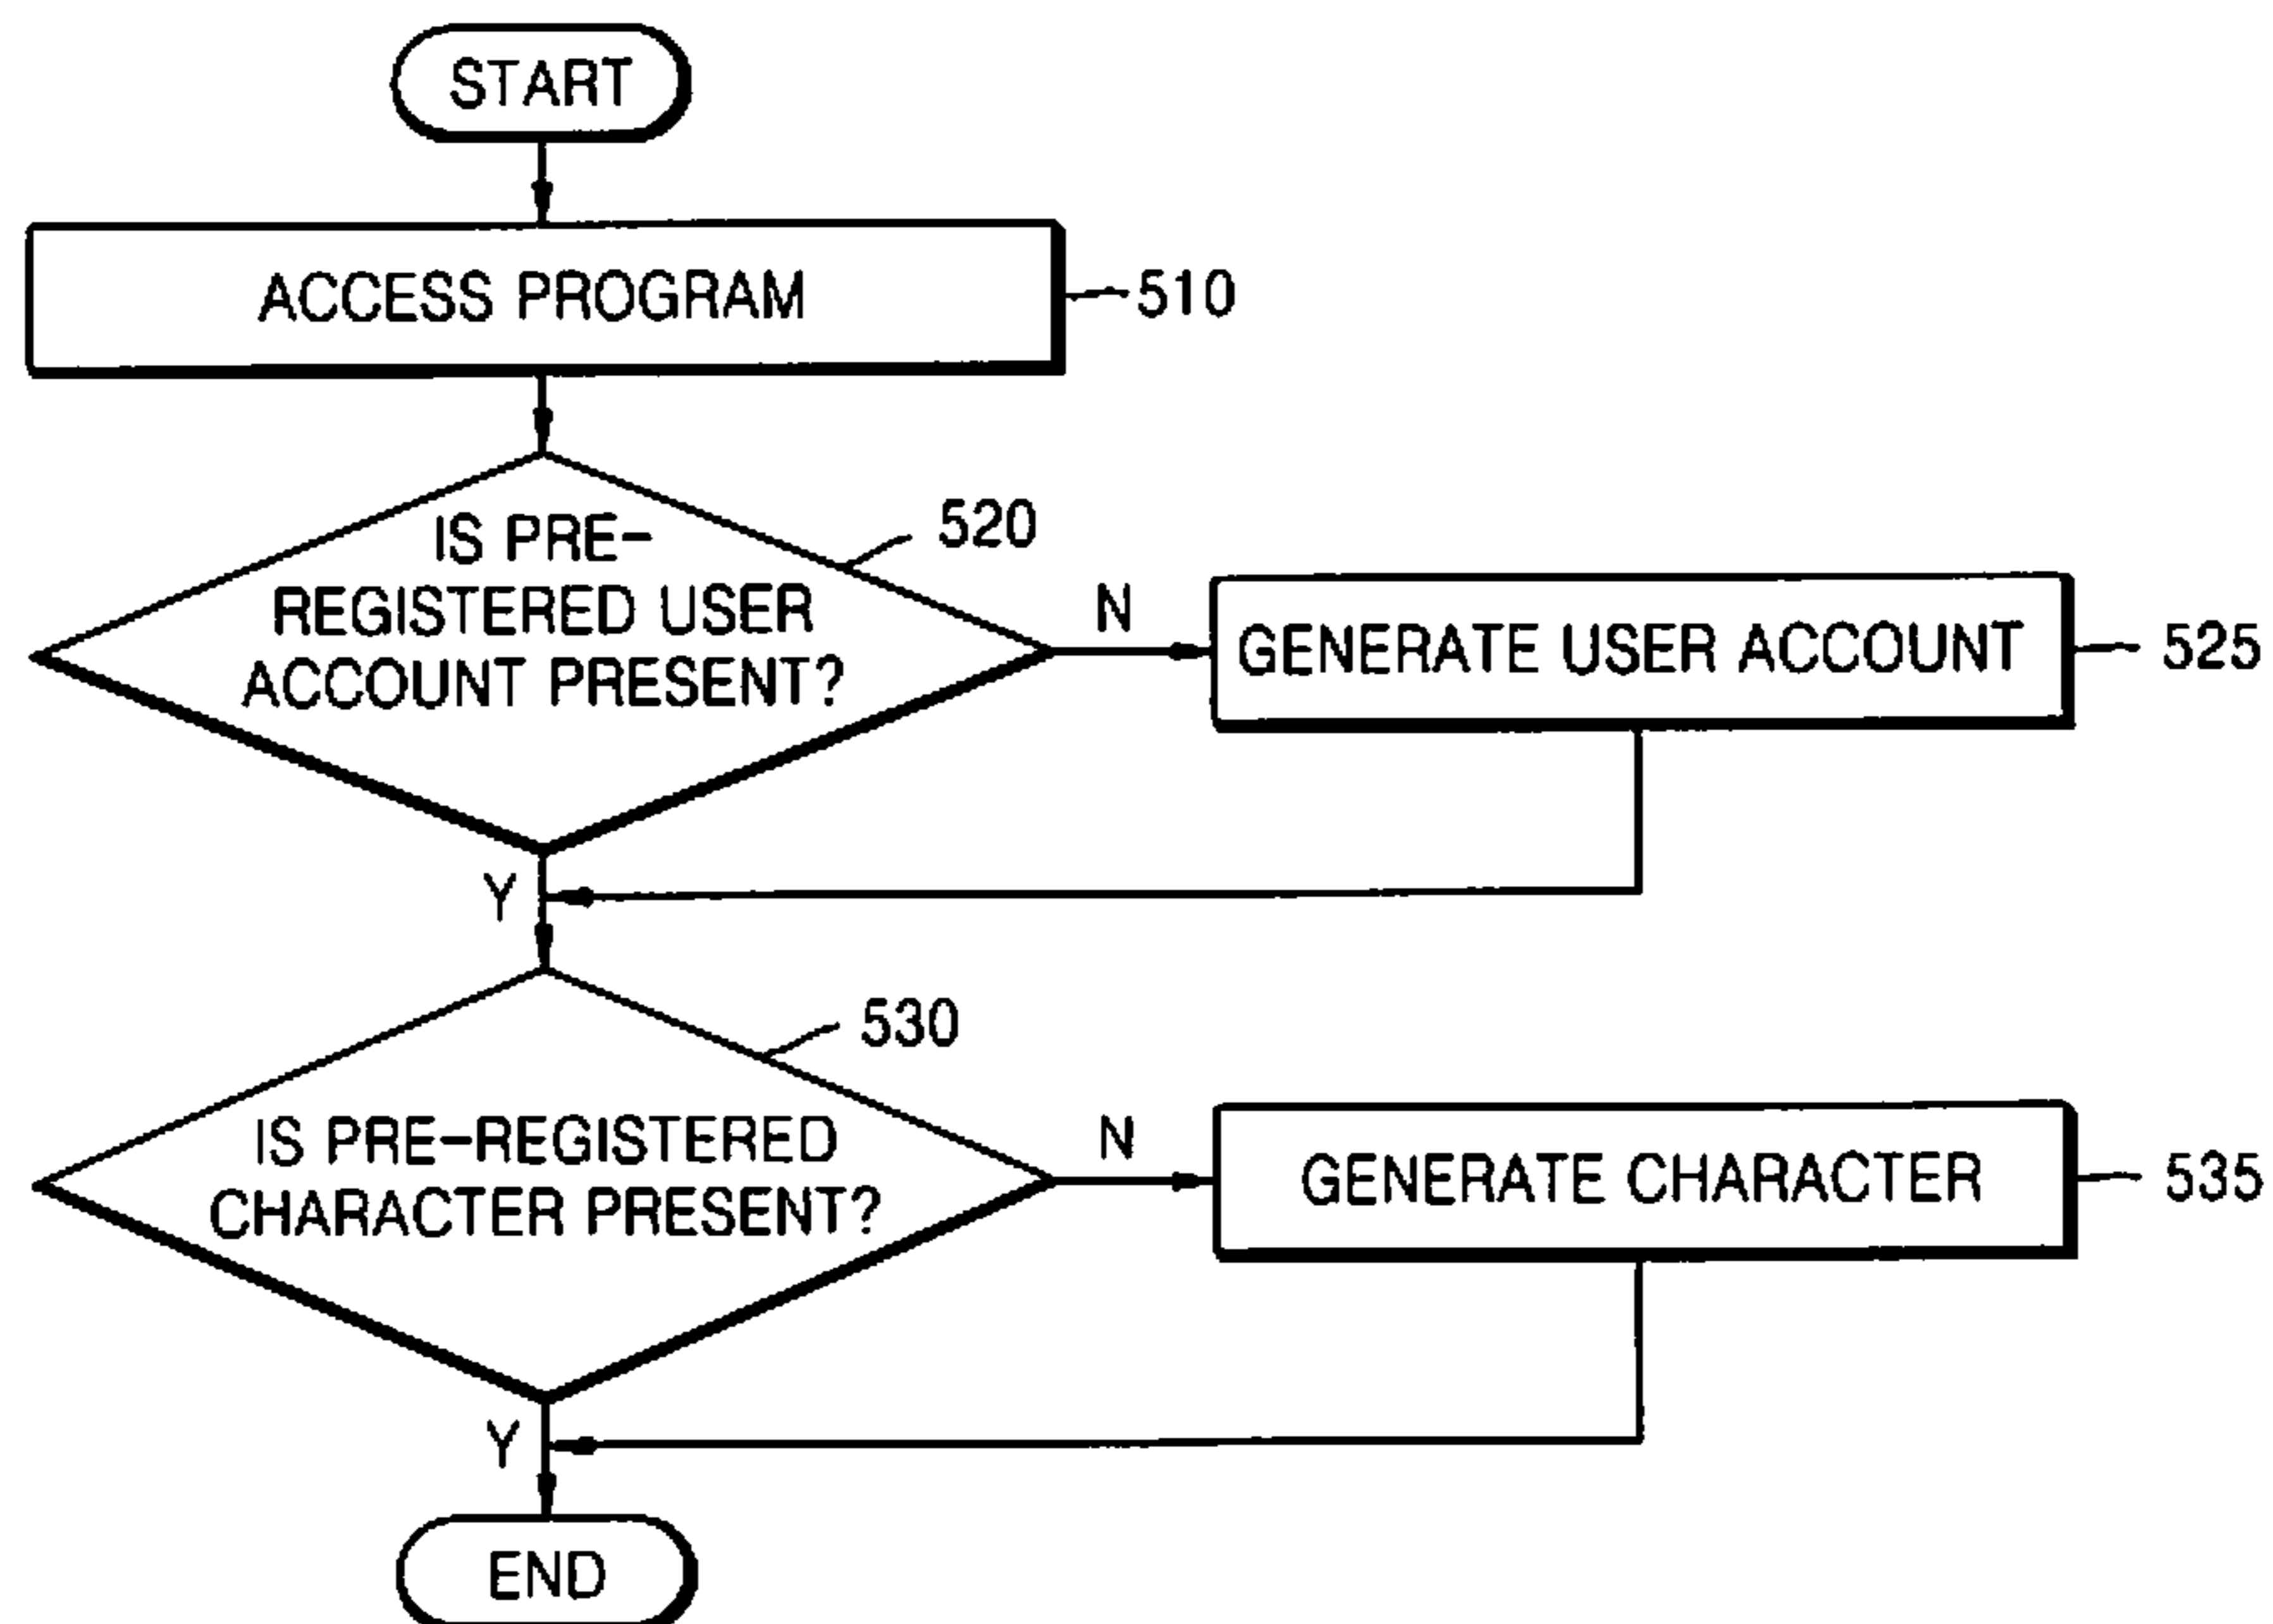 START
ACCESS PROGRAM
510
IS PRE-
REGISTERED USER
ACCOUNT PRESENT?
520
N
GENERATE USER ACCOUNT
525
Y
530
IS PRE-REGISTERED
CHARACTER PRESENT?
N
GENERATE CHARACTER
535
Y
END